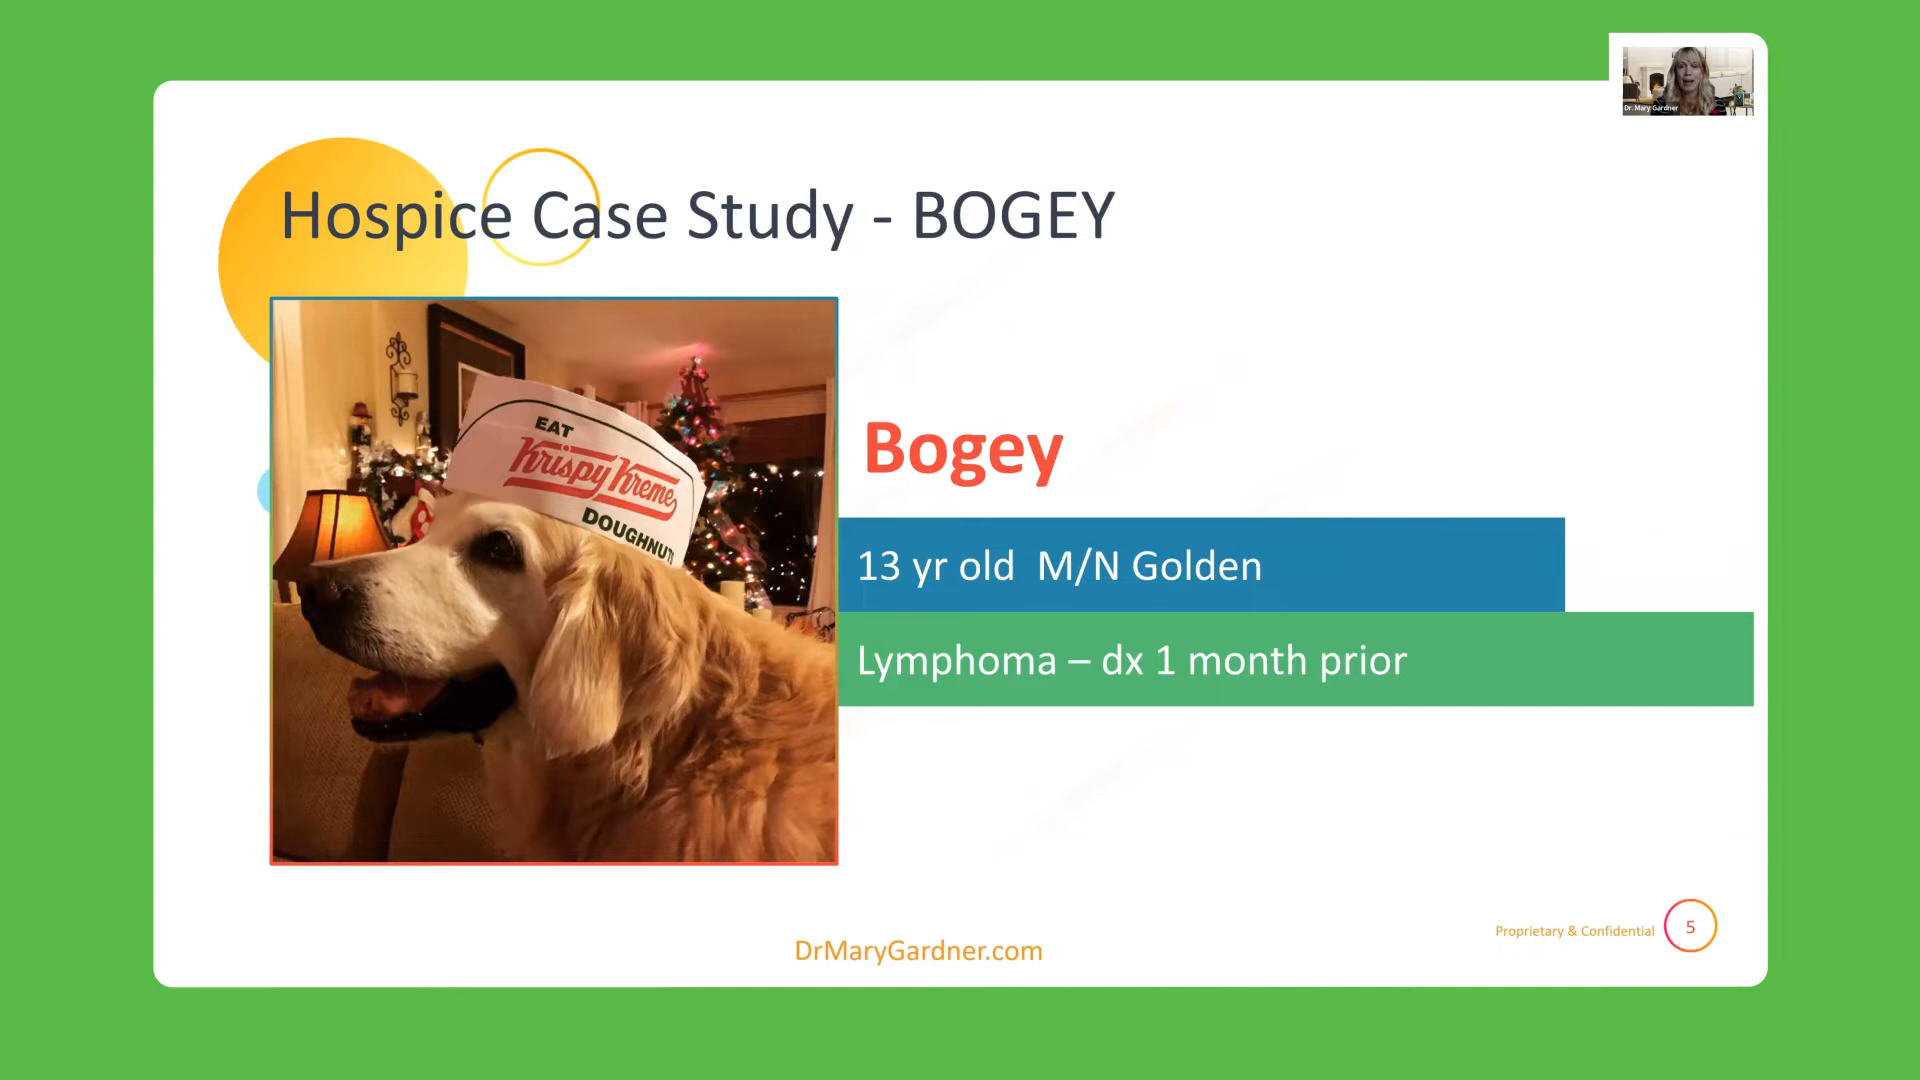 Dr. Mary Gardner
Hospice Case Study - BOGEY
EAT
Krispy Kreme
DOUGHNUTS
Bogey
13 yr old  M/N Golden
Lymphoma – dx 1 month prior
Proprietary & Confidential
5
DrMaryGardner.com